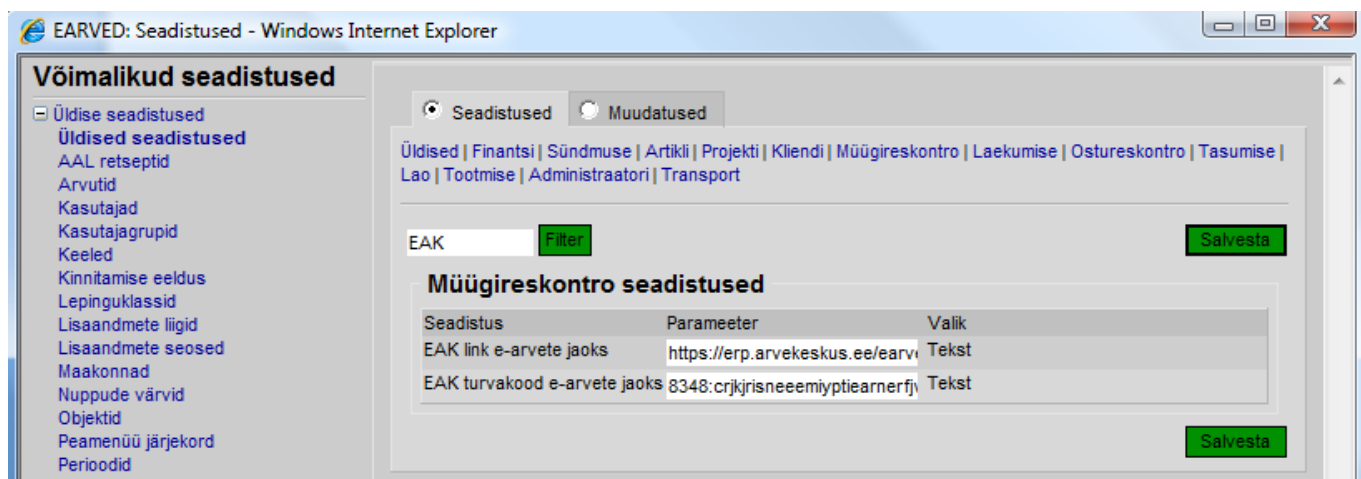 EARVED: Seadistused - Windows Internet Explorer
Võimalikud seadistused
Üldise seadistused
Üldised seadistused
AAL retseptid
Arvutid
Kasutajad
Kasutajagrupid
Keeled
Kinnitamise eeldus
Lepinguklassid
Lisaandmete liigid
Lisaandmete seosed
Maakonnad
Nuppude värvid
Objektid
Peamenüü järjekord
Perioodid
Seadistused Muudatused
Üldised | Finantsi | Sündmuse | Artikli | Projekti | Kliendi | Müügireskontro | Laekumise | Ostureskontro | Tasumise |
Lao | Tootmise | Administraatori | Transport
EAK Filter Salvesta
Müügireskontro seadistused
Seadistus Parameeter Valik
EAK link e-arvete jaoks https://erp.arvekeskus.ee/earve Tekst
EAK turvakood e-arvete jaoks 8348:crjkjrisneeemiyptiearnerfjv Tekst
Salvesta